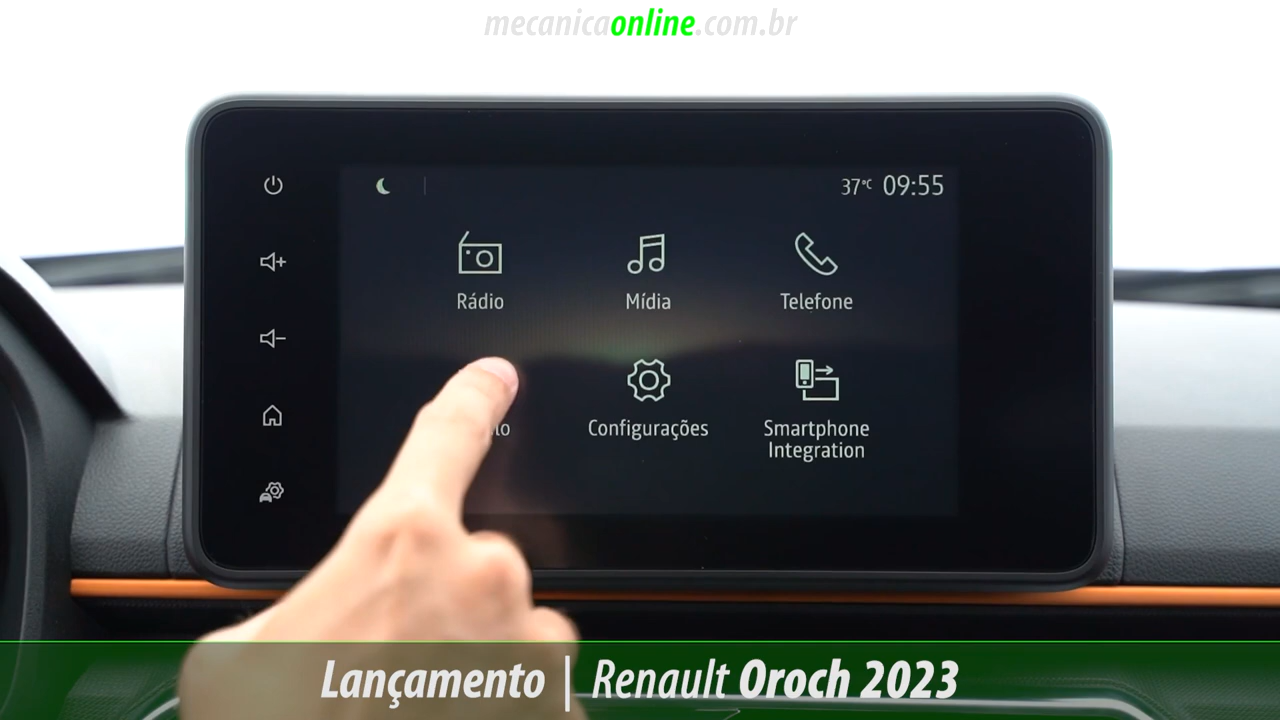 mecanicaonline.com.br
37°C 09:55
Rádio
Mídia
Telefone
Configurações
Smartphone
Integration
Lançamento | Renault Oroch 2023